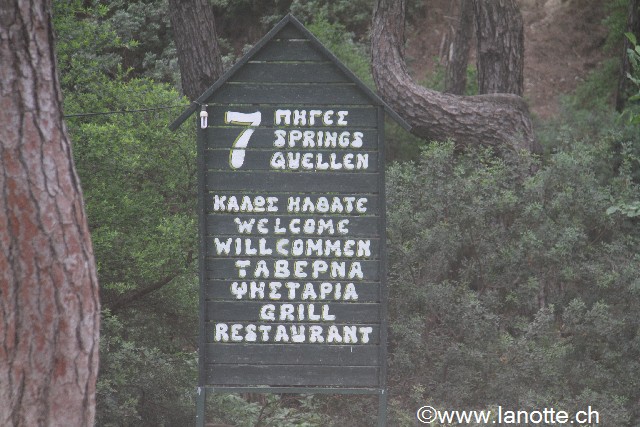 7 ΠΗΓΕΣ
SPRINGS
QUELLEN
ΚΑΛΩΣ ΗΛΘΑΤΕ
WELCOME
WILLCOMMEN
ΤΑΒΕΡΝΑ
ΨΗΣΤΑΡΙΑ
GRILL
RESTAURANT
©www.lanotte.ch